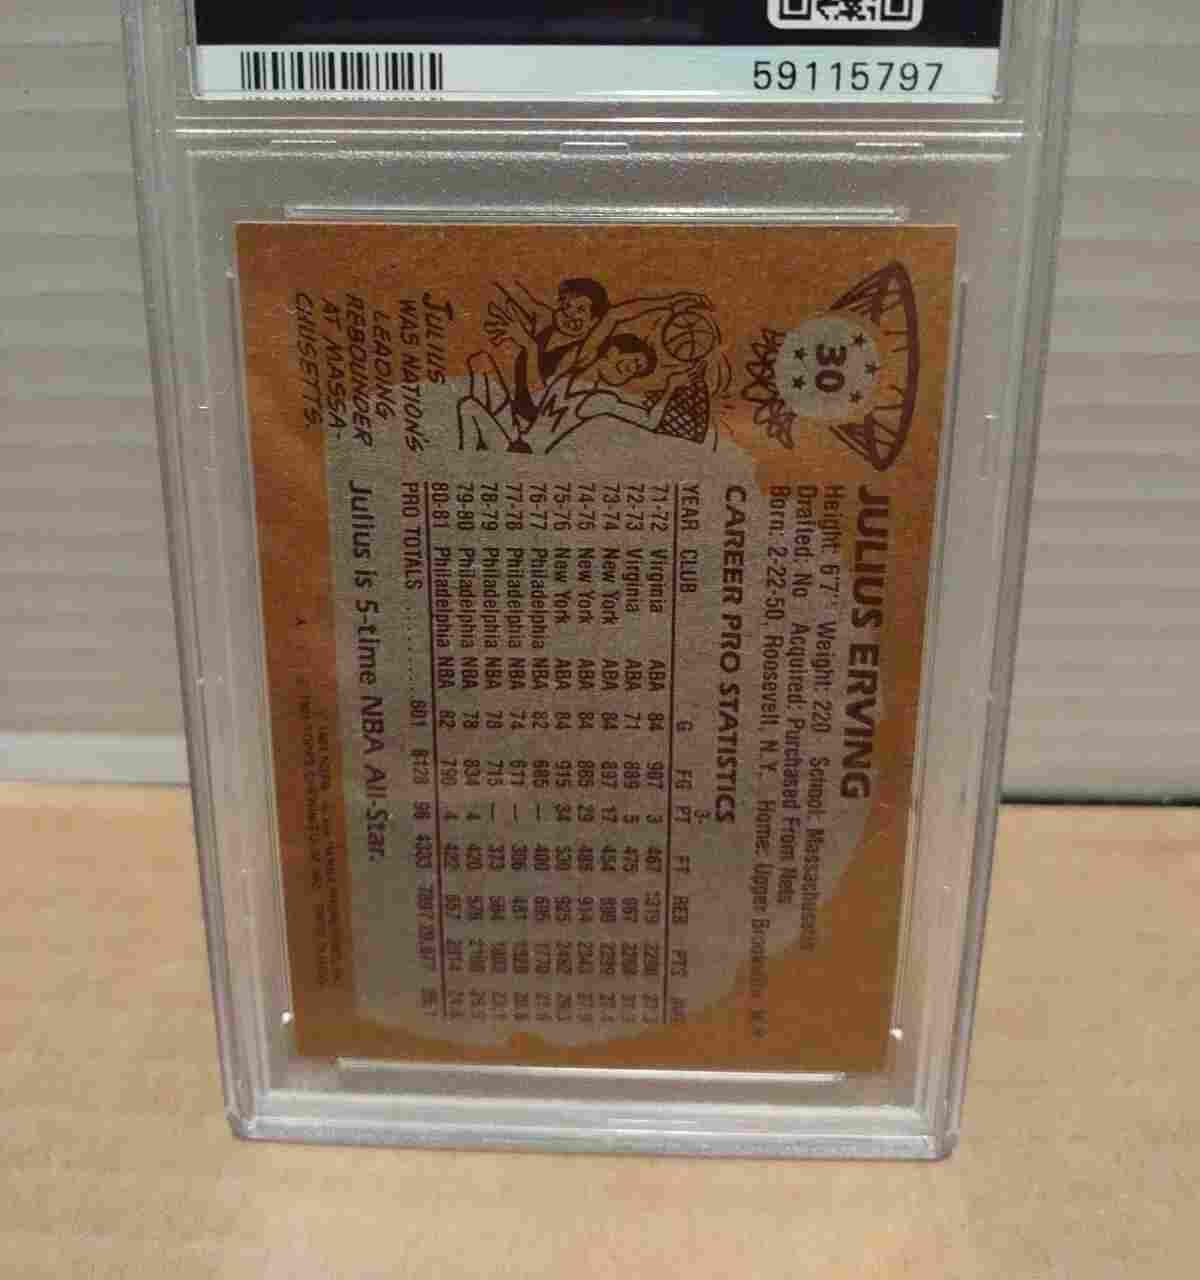 59115797
30
JULIUS ERVING
Height: 6'7" Weight: 220 School: Massachusetts
Drafted: No Acquired: Purchased From Nets
Born: 2-22-50, Roosevelt, N.Y. Home: Upper Brookville, N.Y.
CAREER PRO STATISTICS
3-
YEAR CLUB G FG PT FT REB PTS AVG
71-72 Virginia ABA 84 907 3 467 1319 2290 27.3
72-73 Virginia ABA 71 889 5 475 867 2268 31.9
73-74 New York ABA 84 897 17 454 899 2299 27.4
74-75 New York ABA 84 885 29 486 914 2343 27.9
75-76 New York ABA 84 915 34 530 925 2462 29.3
76-77 Philadelphia NBA 82 685 — 400 695 1770 21.6
77-78 Philadelphia NBA 74 611 — 306 481 1528 20.6
78-79 Philadelphia NBA 78 715 — 373 564 1803 23.1
79-80 Philadelphia NBA 78 834 4 420 576 2100 26.9
80-81 Philadelphia NBA 82 790 4 422 657 2014 24.6
PRO TOTALS 801 8128 96 4333 7897
JULIUS
WAS NATION'S
LEADING
REBOUNDER
AT MASSA-
CHUSETTS.
Julius is 5-time NBA All-Star.